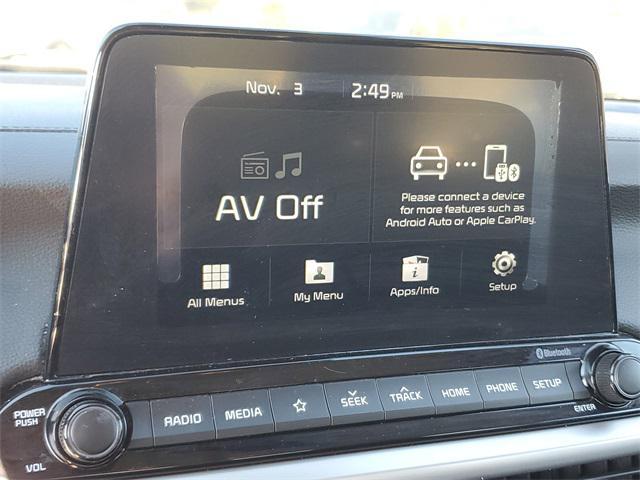 Nov. 3 2:49 PM
AV Off
Please connect a device
for more features such as
Android Auto or Apple CarPlay.
All Menus My Menu Apps/Info Setup
Bluetooth
POWER
PUSH
RADIO MEDIA SEEK TRACK HOME PHONE SETUP
ENTER
VOL